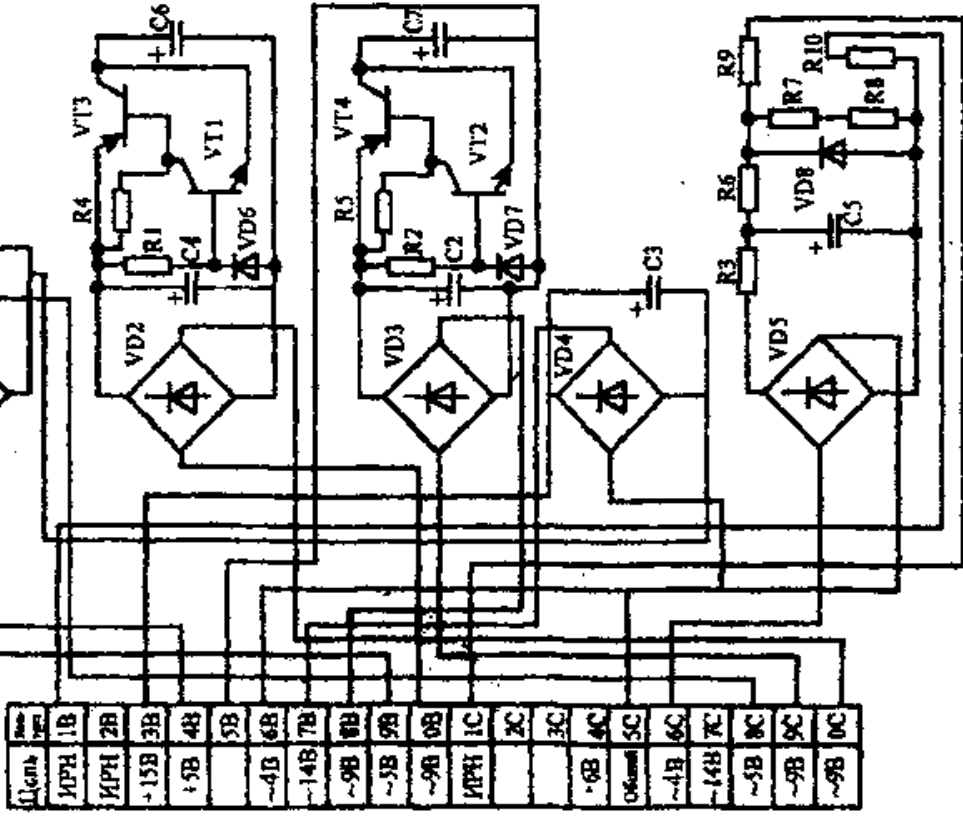 C6
VT3
VT1
R4
R1
C4
VD6
VD2
C7
VT4
VT2
R5
R2
C2
VD7
VD3
C3
VD4
R9
R10
R7
R8
R6
VD8
C5
R3
VD5
Цепь
ИРН 1В
ИРН 2В
+15В 3В
+5В 4В
5В
~4В 6В
~14В 7В
~9В 8В
~5В 9В
~9В 0В
ИРН 1С
2С
3С
-6В 4С
Общий 5С
~4В 6С
~14В 7С
~5В 8С
~9В 9С
~9В 0С